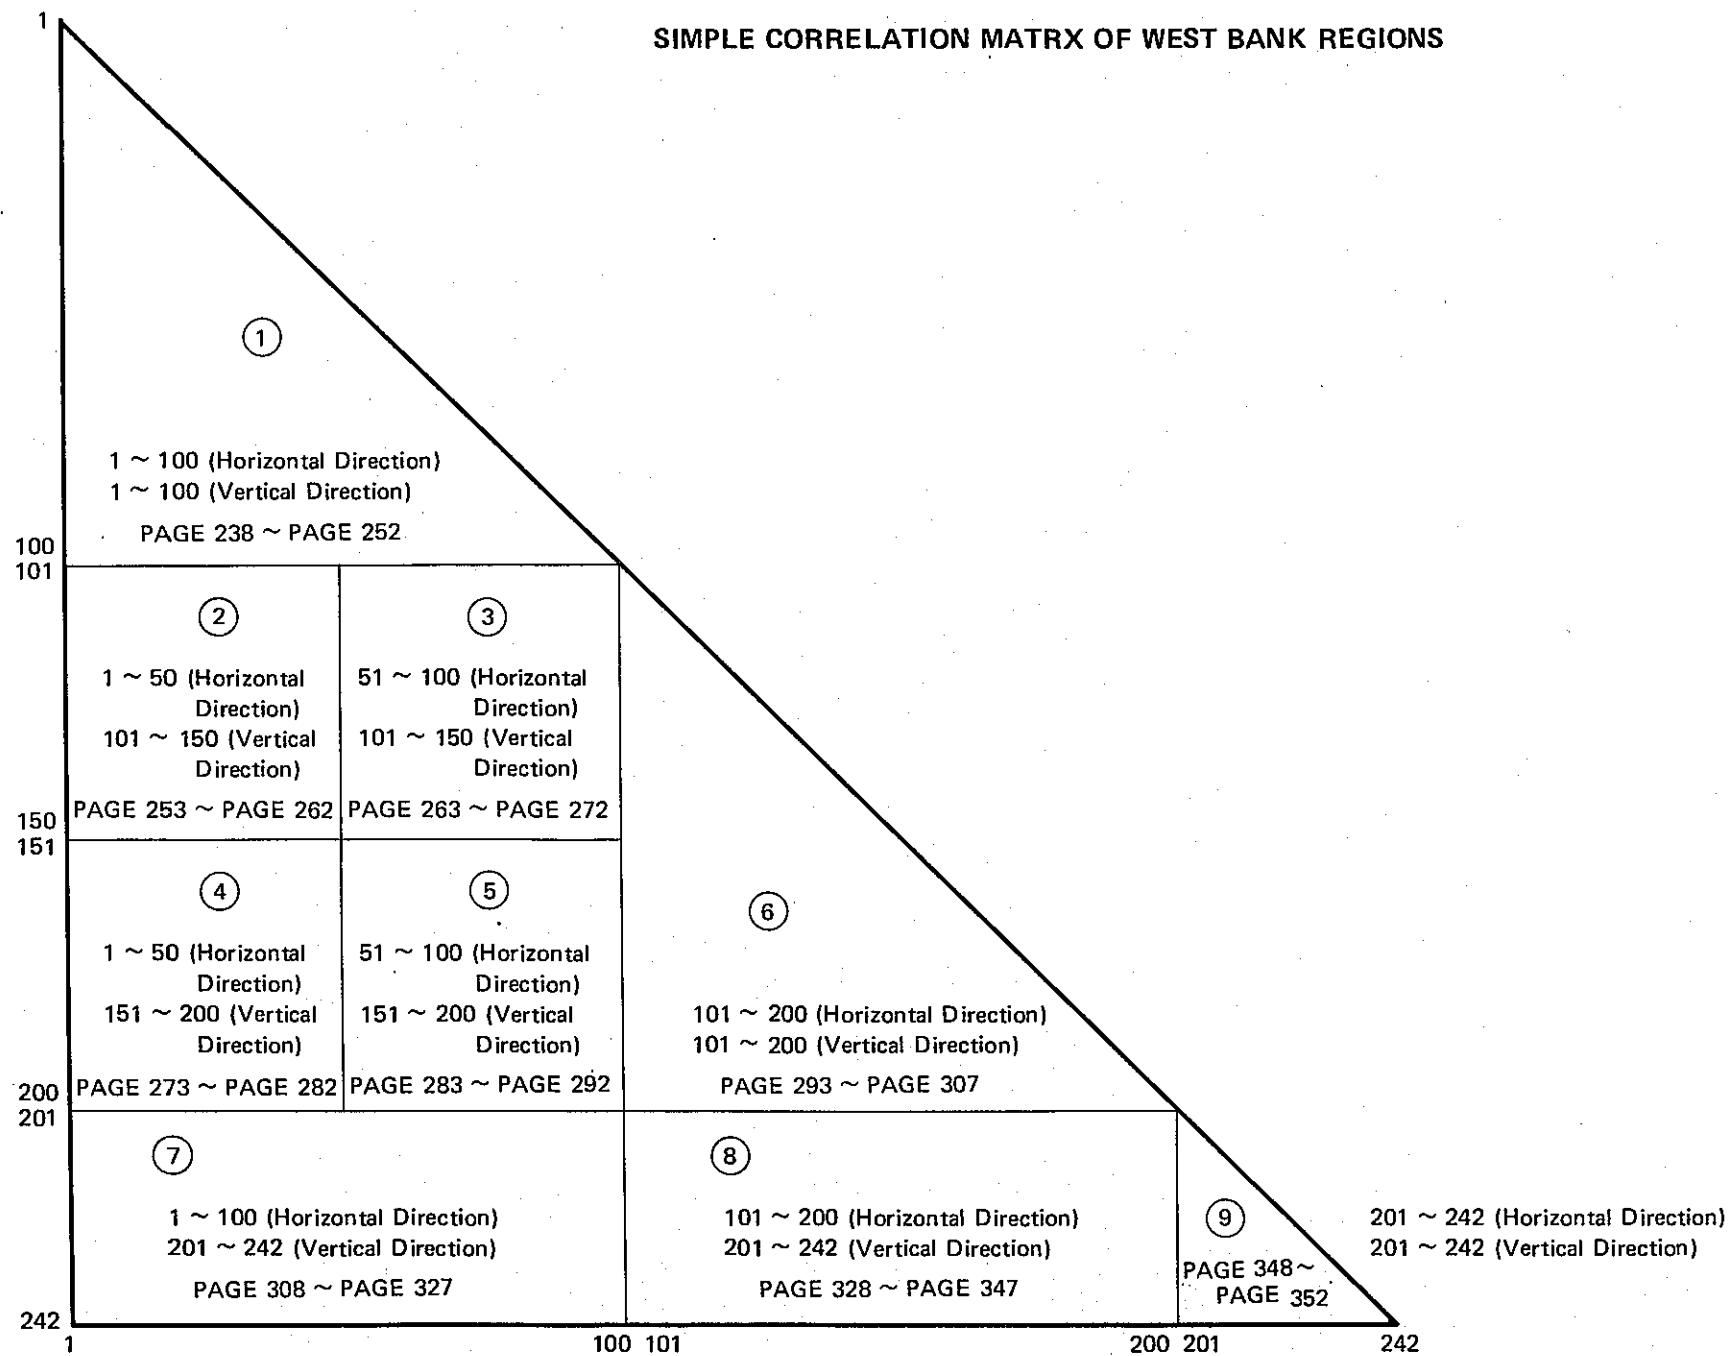 SIMPLE CORRELATION MATRX OF WEST BANK REGIONS
1
1
1 ~ 100 (Horizontal Direction)
1 ~ 100 (Vertical Direction)
PAGE 238 ~ PAGE 252
100
101
2
1 ~ 50 (Horizontal
Direction)
101 ~ 150 (Vertical
Direction)
PAGE 253 ~ PAGE 262
3
51 ~ 100 (Horizontal
Direction)
101 ~ 150 (Vertical
Direction)
PAGE 263 ~ PAGE 272
150
151
4
1 ~ 50 (Horizontal
Direction)
151 ~ 200 (Vertical
Direction)
PAGE 273 ~ PAGE 282
5
51 ~ 100 (Horizontal
Direction)
151 ~ 200 (Vertical
Direction)
PAGE 283 ~ PAGE 292
6
101 ~ 200 (Horizontal Direction)
101 ~ 200 (Vertical Direction)
PAGE 293 ~ PAGE 307
200
201
7
1 ~ 100 (Horizontal Direction)
201 ~ 242 (Vertical Direction)
PAGE 308 ~ PAGE 327
8
101 ~ 200 (Horizontal Direction)
201 ~ 242 (Vertical Direction)
PAGE 328 ~ PAGE 347
9
PAGE 348 ~
PAGE 352
201 ~ 242 (Horizontal Direction)
201 ~ 242 (Vertical Direction)
242
1 100 101 200 201 242